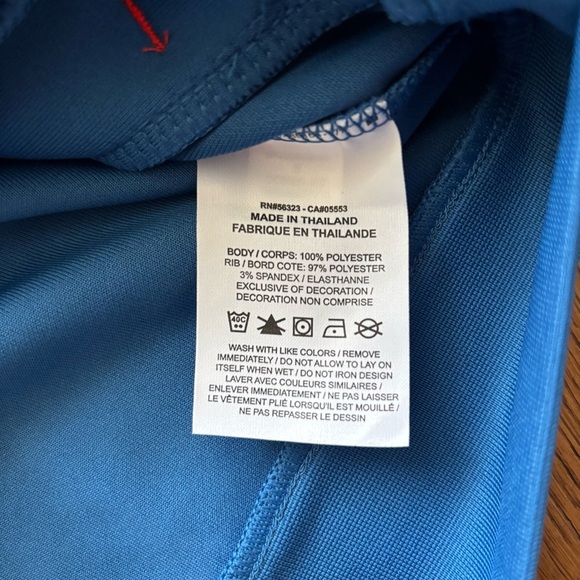 RN#56323 - CA#05553
MADE IN THAILAND
FABRIQUE EN THAILANDE
BODY / CORPS: 100% POLYESTER
RIB / BORD COTE: 97% POLYESTER
3% SPANDEX / ELASTHANNE
EXCLUSIVE OF DECORATION /
DECORATION NON COMPRISE
40C
WASH WITH LIKE COLORS / REMOVE
IMMEDIATELY / DO NOT ALLOW TO LAY ON
ITSELF WHEN WET / DO NOT IRON DESIGN
LAVER AVEC COULEURS SIMILAIRES /
ENLEVER IMMEDIATEMENT / NE PAS LAISSER
LE VÊTEMENT PLIÉ LORSQU'IL EST MOUILLÉ /
NE PAS REPASSER LE DESSIN